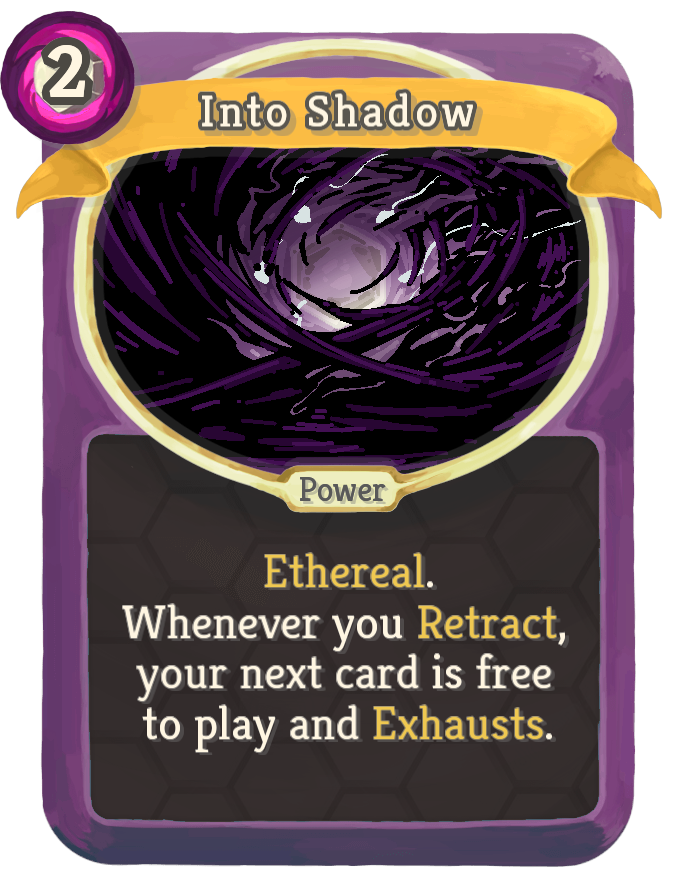 2
Into Shadow
Power
Ethereal.
Whenever you Retract,
your next card is free
to play and Exhausts.